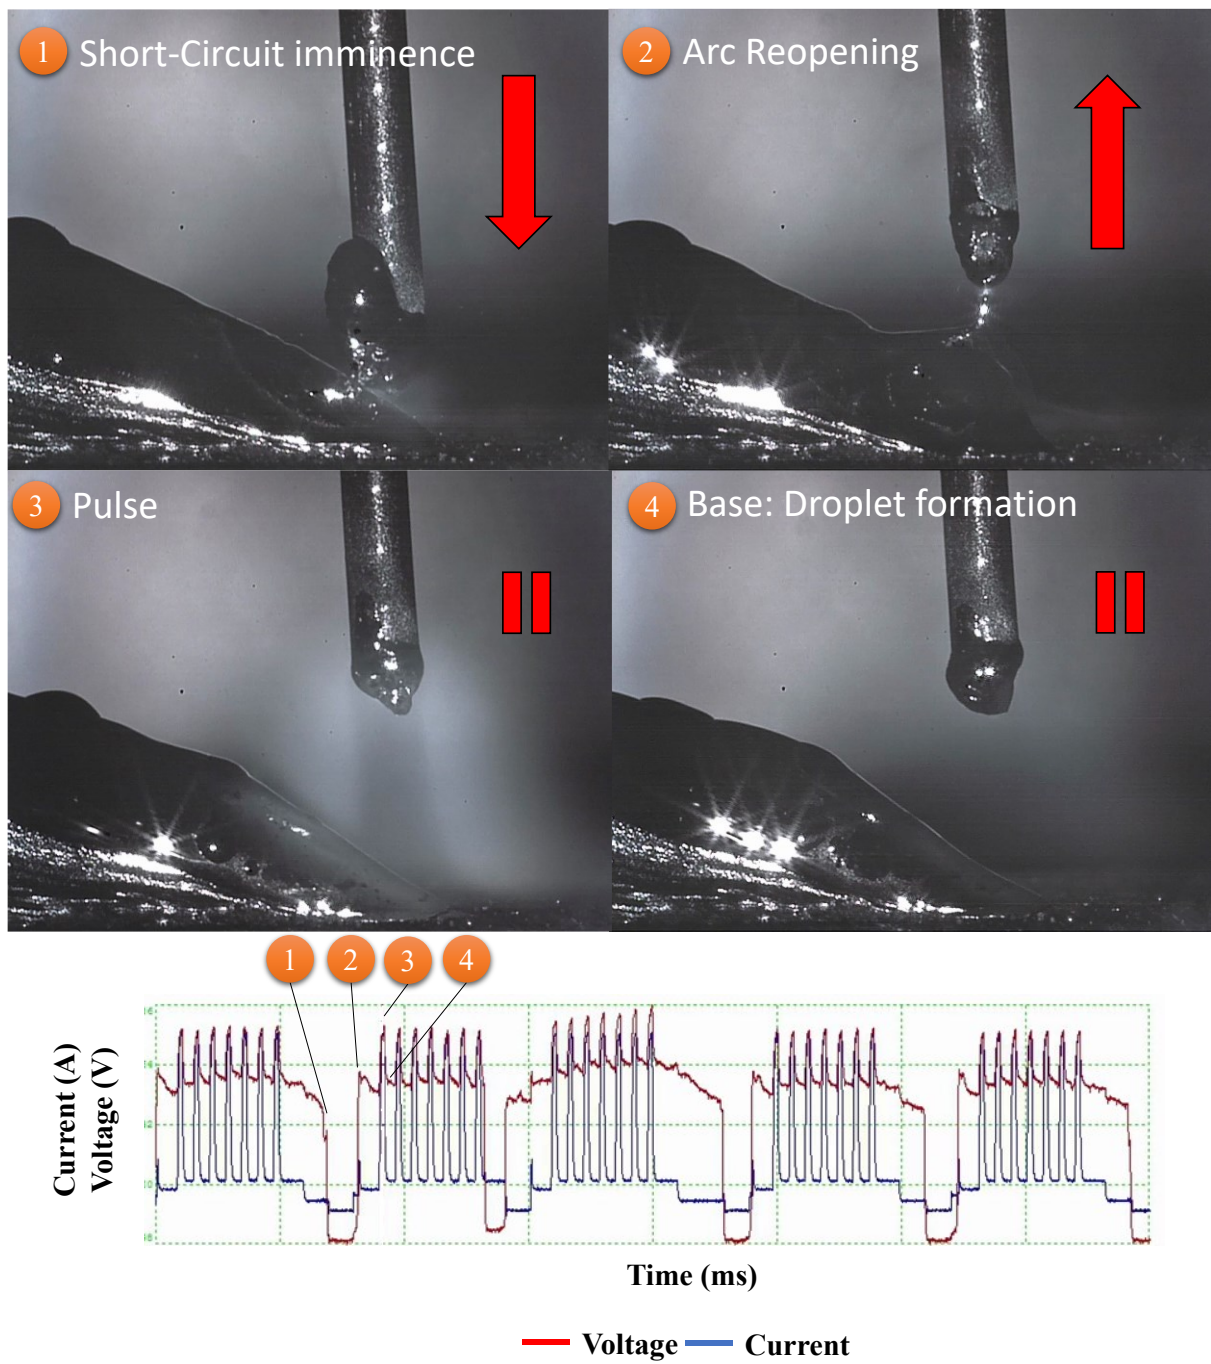 1 Short-Circuit imminence
2 Arc Reopening
3 Pulse
4 Base: Droplet formation
1 2 3 4
Current (A)
Voltage (V)
Time (ms)
Voltage Current